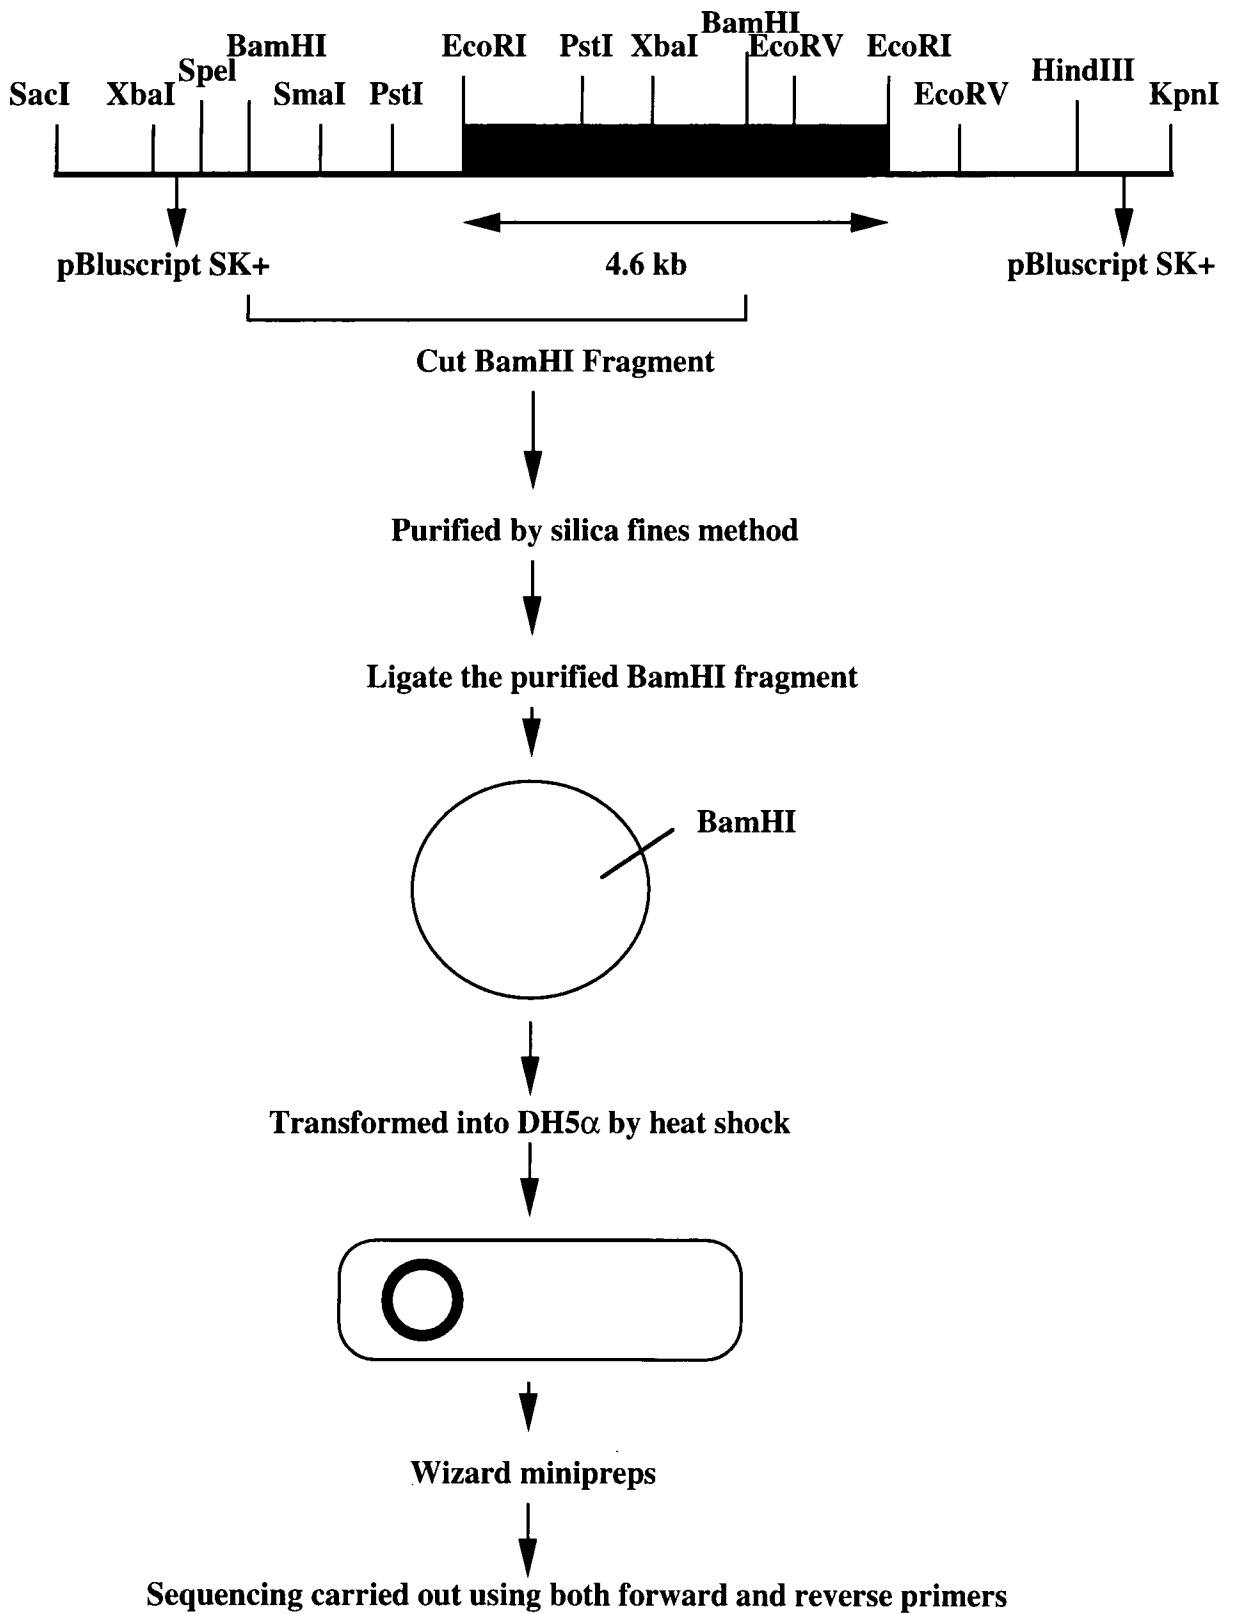 BamHI
BamHI EcoRI PstI XbaI EcoRV EcoRI
SpeI HindIII
SacI XbaI SmaI PstI EcoRV KpnI
pBluscript SK+ 4.6 kb pBluscript SK+
Cut BamHI Fragment
Purified by silica fines method
Ligate the purified BamHI fragment
BamHI
Transformed into DH5α by heat shock
Wizard minipreps
Sequencing carried out using both forward and reverse primers